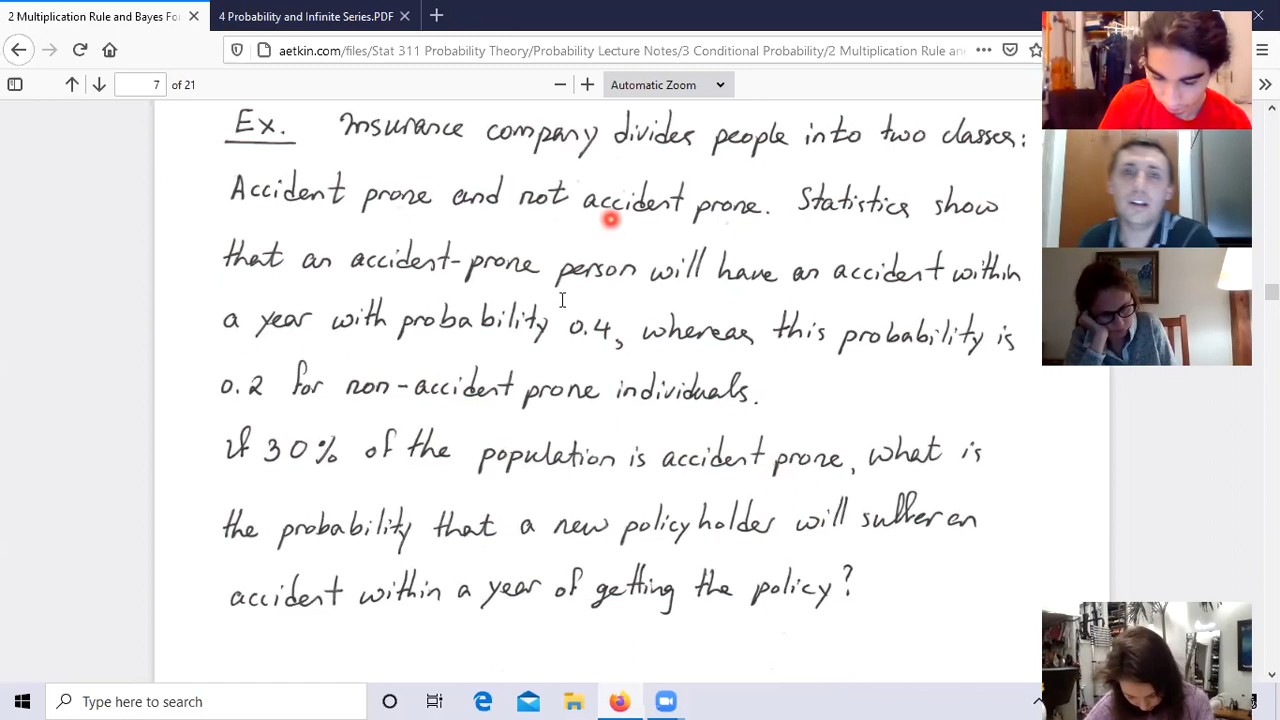 2 Multiplication Rule and Bayes For
4 Probability and Infinite Series.PDF
aetkin.com/files/Stat 311 Probability Theory/Probability Lecture Notes/3 Conditional Probability/2 Multiplication Rule and
7 of 21
Automatic Zoom
Ex. Insurance company divides people into two classes:
Accident prone and not accident prone. Statistics show
that an accident-prone person will have an accident within
a year with probability 0.4, whereas this probability is
0.2 for non-accident prone individuals.
If 30% of the population is accident prone, what is
the probability that a new policyholder will suffer an
accident within a year of getting the policy?
Type here to search